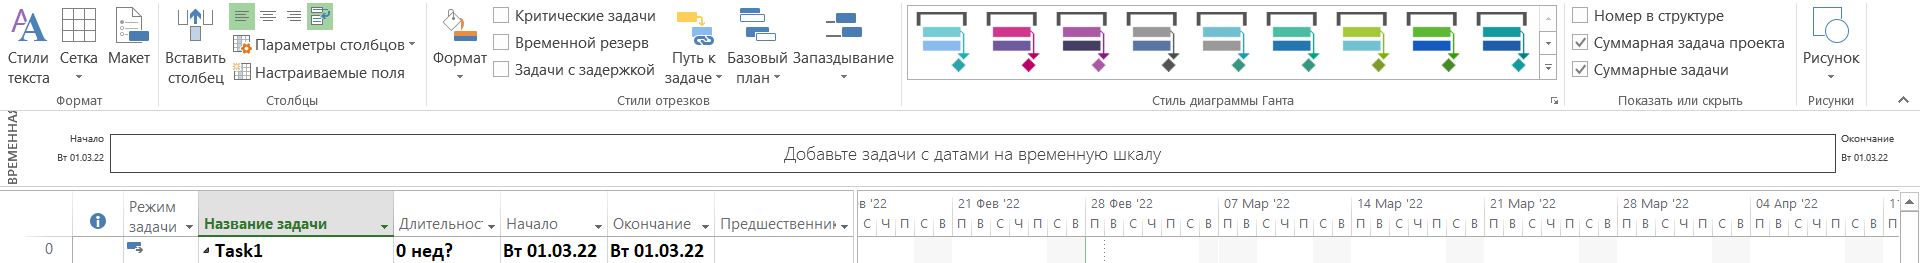 Стили текста
Сетка
Макет
Формат
Вставить столбец
Параметры столбцов
Настраиваемые поля
Столбцы
Формат
Критические задачи
Временной резерв
Задачи с задержкой
Путь к задаче
Базовый план
Запаздывание
Стили отрезков
Стиль диаграммы Ганта
Номер в структуре
Суммарная задача проекта
Суммарные задачи
Показать или скрыть
Рисунок
Рисунки
ВРЕМЕННАЯ
Начало
Вт 01.03.22
Добавьте задачи с датами на временную шкалу
Окончание
Вт 01.03.22
Режим задачи
Название задачи
Длительнос
Начало
Окончание
Предшественник
в '22
21 Фев '22
28 Фев '22
07 Мар '22
14 Мар '22
21 Мар '22
28 Мар '22
04 Апр '22
11
С Ч П С В П В С Ч П С В П В С Ч П С В П В С Ч П С В П В С Ч П С В П В С Ч П С В П В С Ч П С В П В С Ч П С В П
0
Task1
0 нед?
Вт 01.03.22
Вт 01.03.22